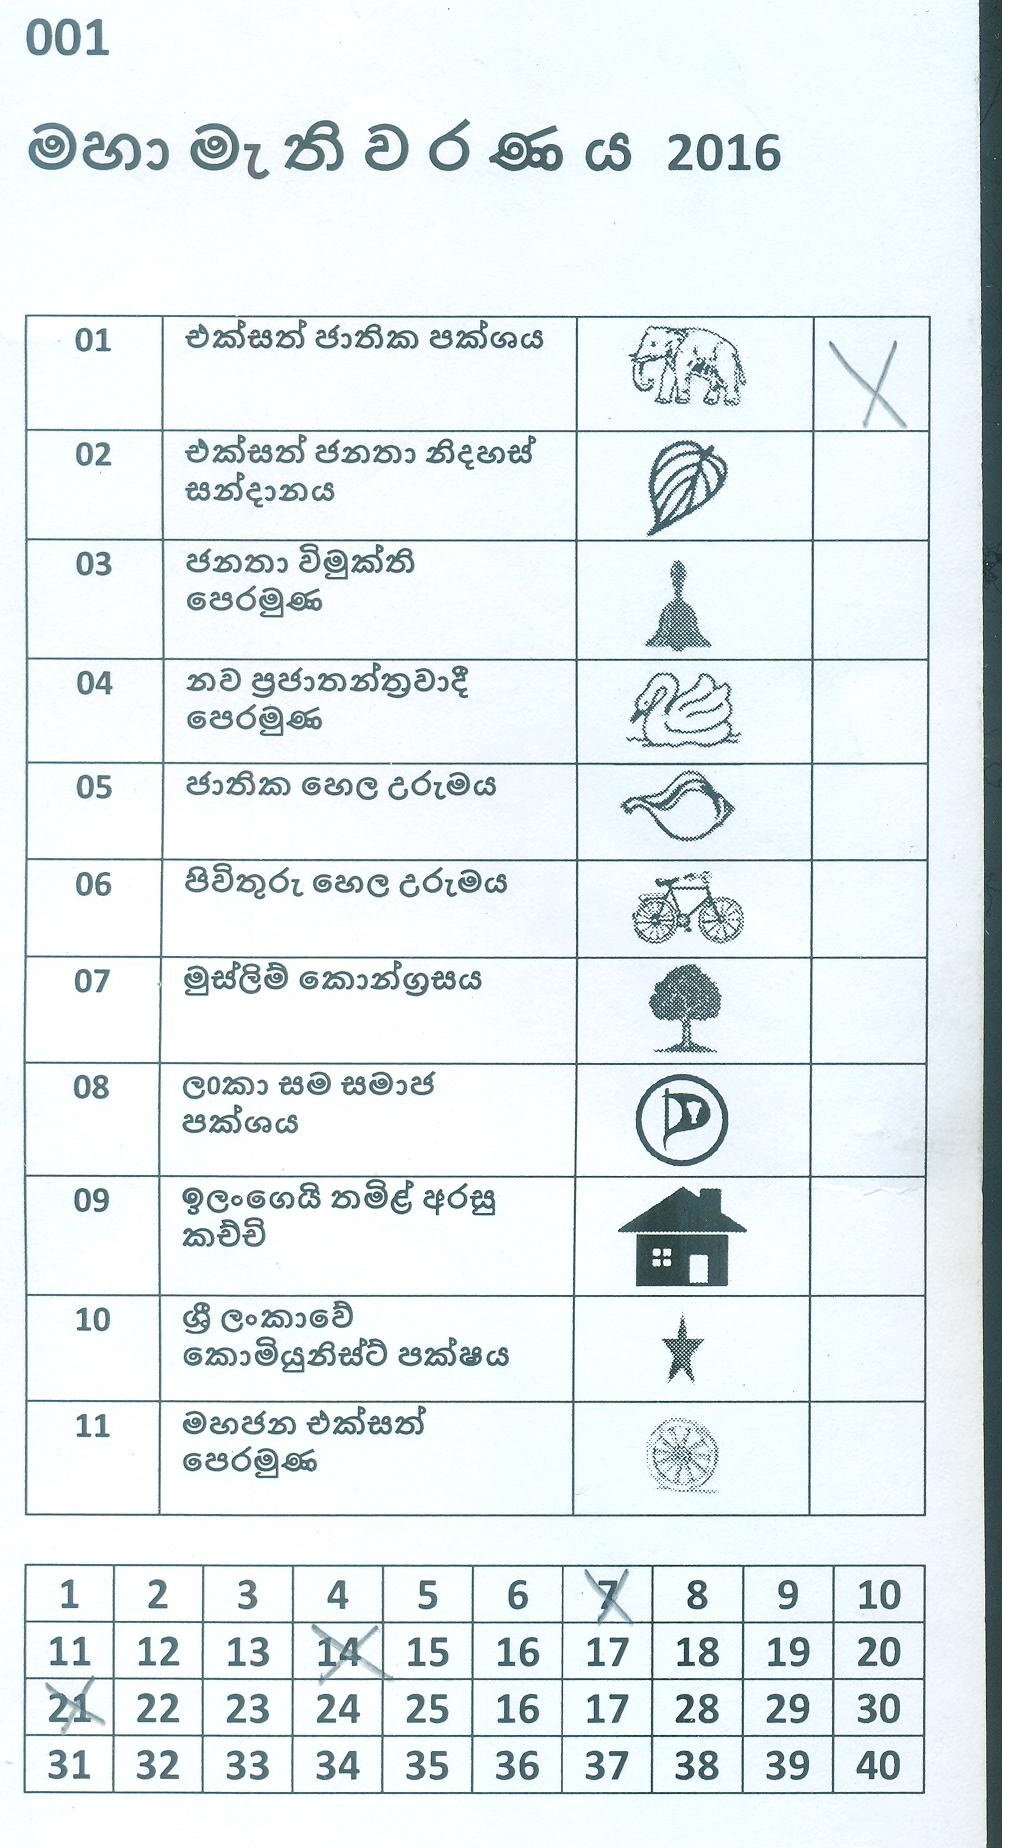 001
මහා මැ ති ව ර ණ ය 2016
01 එක්සත් ජාතික පක්ශය
02 එක්සත් ජනතා නිදහස්
සන්දානය
03 ජනතා විමුක්ති
පෙරමුණ
04 නව ප්‍රජාතන්ත්‍රවාදී
පෙරමුණ
05 ජාතික හෙල උරුමය
06 පිවිතුරු හෙල උරුමය
07 මුස්ලිම් කොන්ග්‍රසය
08 ල0කා සම සමාජ
පක්ශය
09 ඉලංගෙයි තමිළ් අරසු
කච්චි
10 ශ්‍රී ලංකාවේ
කොමියුනිස්ට් පක්ෂය
11 මහජන එක්සත්
පෙරමුණ
1 2 3 4 5 6 7 8 9 10
11 12 13 14 15 16 17 18 19 20
21 22 23 24 25 16 17 28 29 30
31 32 33 34 35 36 37 38 39 40